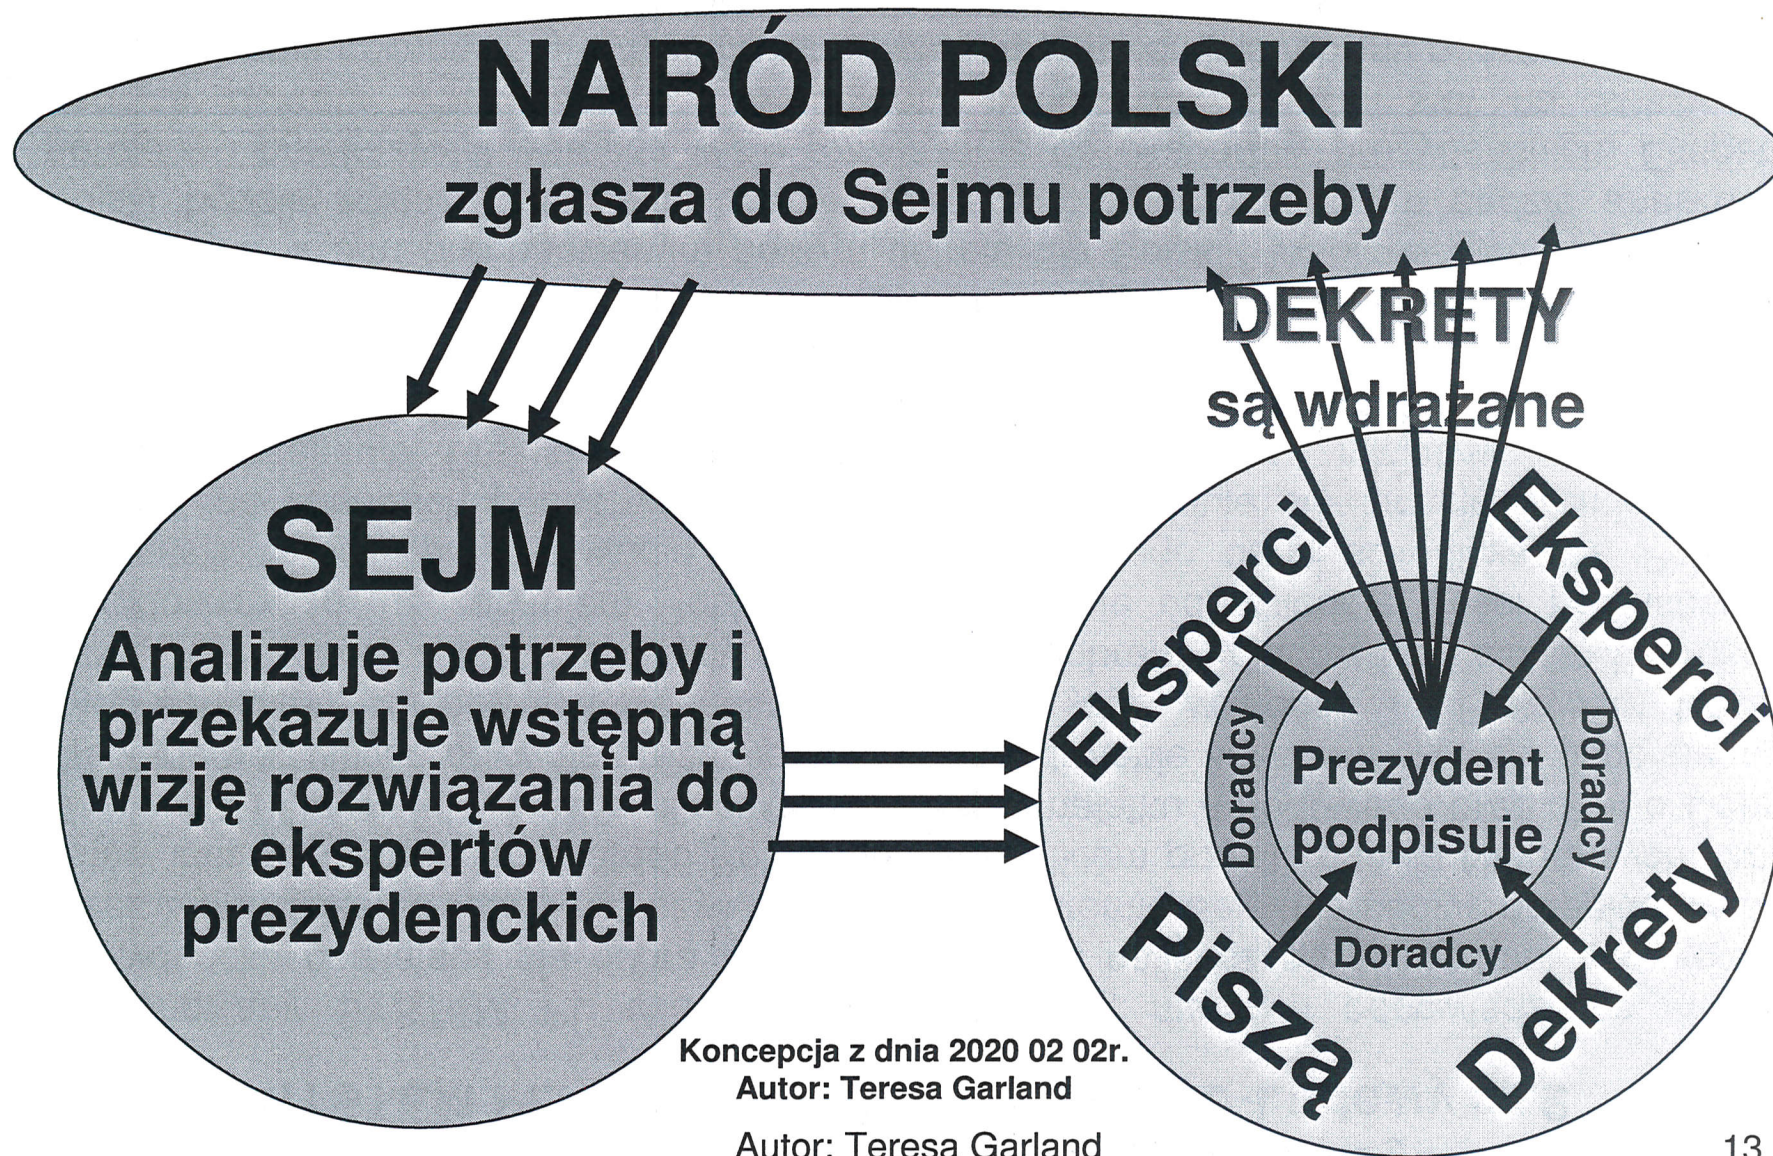 NARÓD POLSKI
zgłasza do Sejmu potrzeby
DEKRETY
są wdrażane
SEJM
Analizuje potrzeby i
przekazuje wstępną
wizję rozwiązania do
ekspertów
prezydenckich
Eksperci
Eksperci
Doradcy
Doradcy
Prezydent
podpisuje
Doradcy
Piszą
Dekrety
Koncepcja z dnia 2020 02 02r.
Autor: Teresa Garland
Autor: Teresa Garland
13